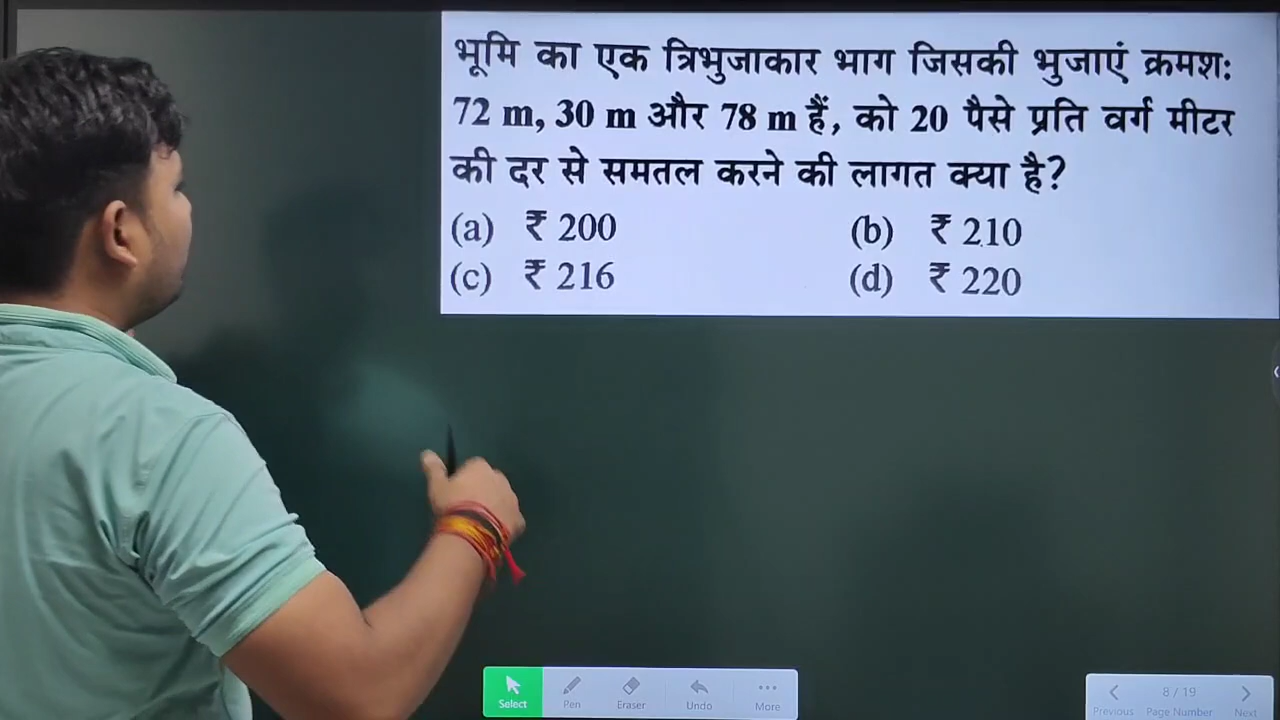 भूमि का एक त्रिभुजाकार भाग जिसकी भुजाएं क्रमशः
72 m, 30 m और 78 m हैं, को 20 पैसे प्रति वर्ग मीटर
की दर से समतल करने की लागत क्या है?
(a) ₹ 200 (b) ₹ 210
(c) ₹ 216 (d) ₹ 220
Select Pen Eraser Undo More
8 / 19
Previous Page Number Next